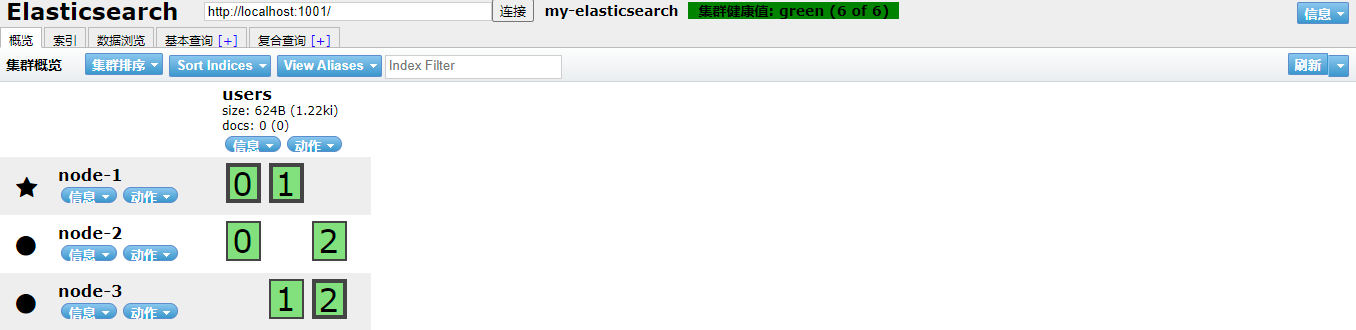 Elasticsearch http://localhost:1001/ 连接 my-elasticsearch 集群健康值: green (6 of 6) 信息
概览 索引 数据浏览 基本查询 [+] 复合查询 [+]
集群概览 集群排序 Sort Indices View Aliases Index Filter 刷新
users
size: 624B (1.22ki)
docs: 0 (0)
信息 动作
node-1 0 1
信息 动作
node-2 0 2
信息 动作
node-3 1 2
信息 动作